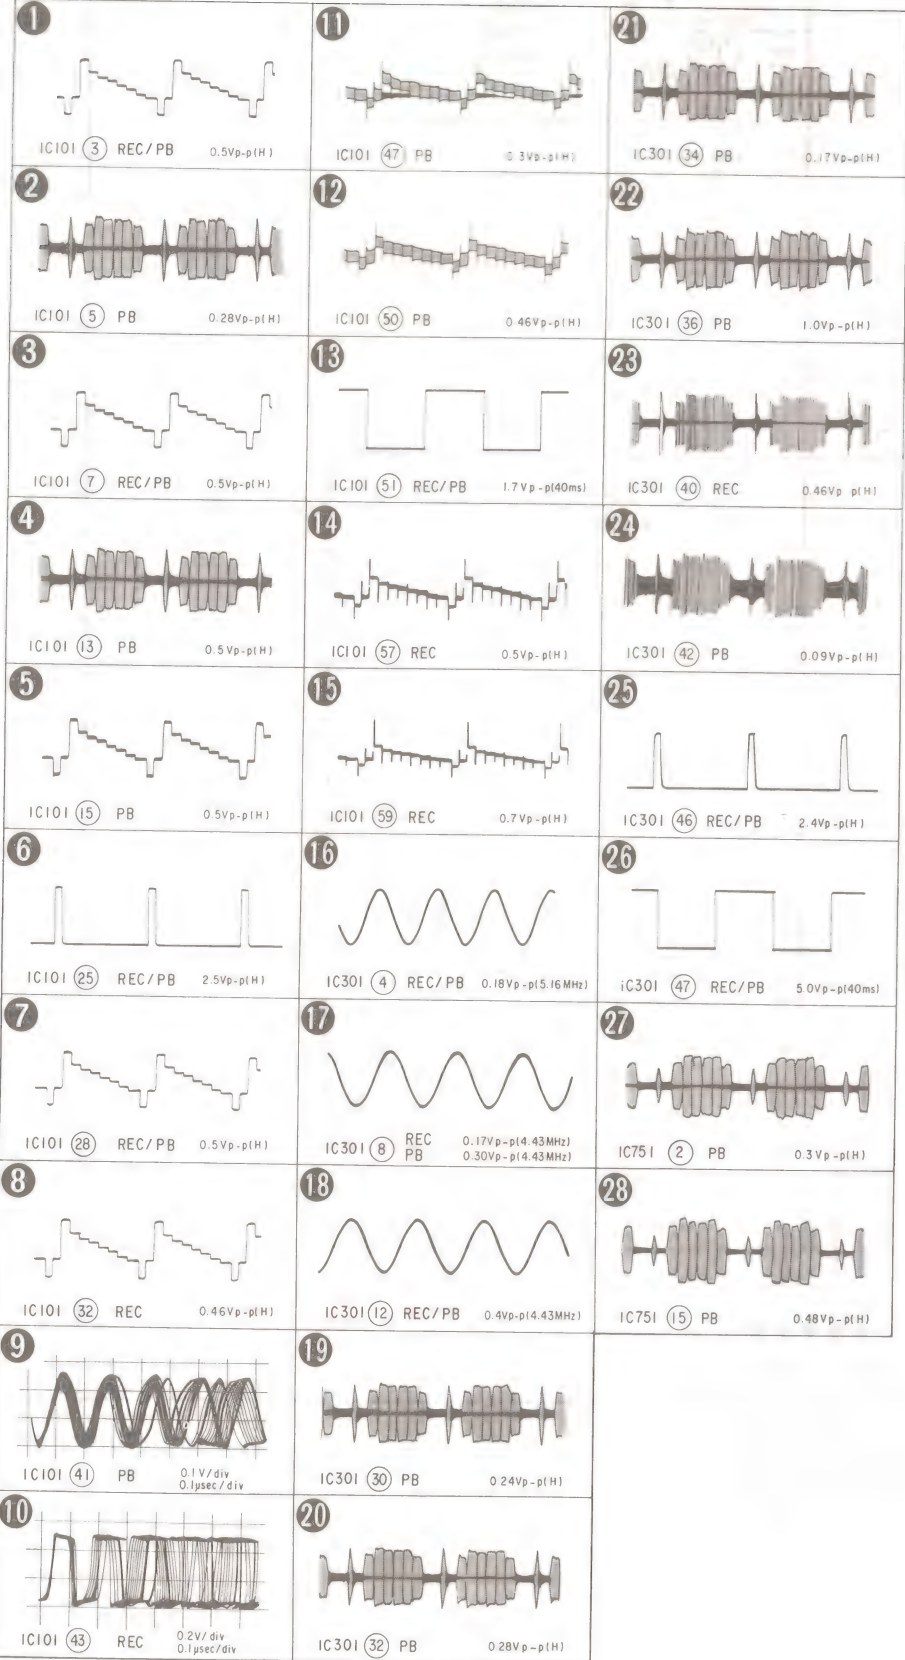 1
IC101 3 REC/PB 0.5Vp-p(H)
2
IC101 5 PB 0.28Vp-p(H)
3
IC101 7 REC/PB 0.5Vp-p(H)
4
IC101 13 PB 0.5Vp-p(H)
5
IC101 15 PB 0.5Vp-p(H)
6
IC101 25 REC/PB 2.5Vp-p(H)
7
IC101 28 REC/PB 0.5Vp-p(H)
8
IC101 32 REC 0.46Vp-p(H)
9
IC101 41 PB 0.1V/div
0.1μsec/div
10
IC101 43 REC 0.2V/div
0.1μsec/div
11
IC101 47 PB 0.3Vp-p(H)
12
IC101 50 PB 0.46Vp-p(H)
13
IC101 51 REC/PB 1.7Vp-p(40ms)
14
IC101 57 REC 0.5Vp-p(H)
15
IC101 59 REC 0.7Vp-p(H)
16
IC301 4 REC/PB 0.18Vp-p(5.16MHz)
17
IC301 8 REC 0.17Vp-p(4.43MHz)
PB 0.30Vp-p(4.43MHz)
18
IC301 12 REC/PB 0.4Vp-p(4.43MHz)
19
IC301 30 PB 0.24Vp-p(H)
20
IC301 32 PB 0.28Vp-p(H)
21
IC301 34 PB 0.17Vp-p(H)
22
IC301 36 PB 1.0Vp-p(H)
23
IC301 40 REC 0.46Vp p(H)
24
IC301 42 PB 0.09Vp-p(H)
25
IC301 46 REC/PB 2.4Vp-p(H)
26
iC301 47 REC/PB 5.0Vp-p(40ms)
27
IC751 2 PB 0.3Vp-p(H)
28
IC751 15 PB 0.48Vp-p(H)